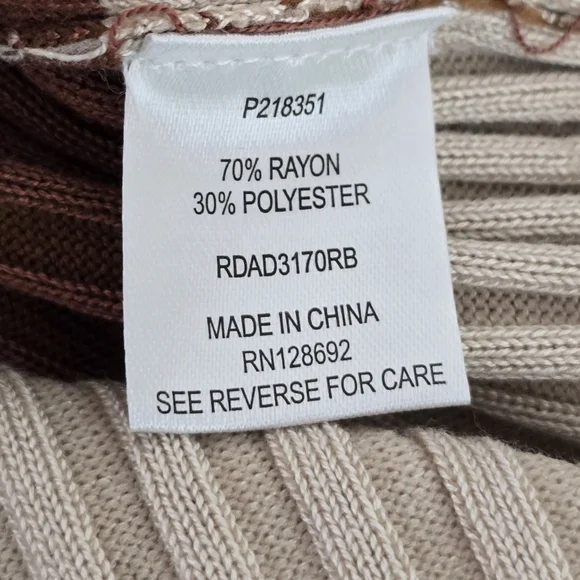 P218351
70% RAYON
30% POLYESTER
RDAD3170RB
MADE IN CHINA
RN128692
SEE REVERSE FOR CARE